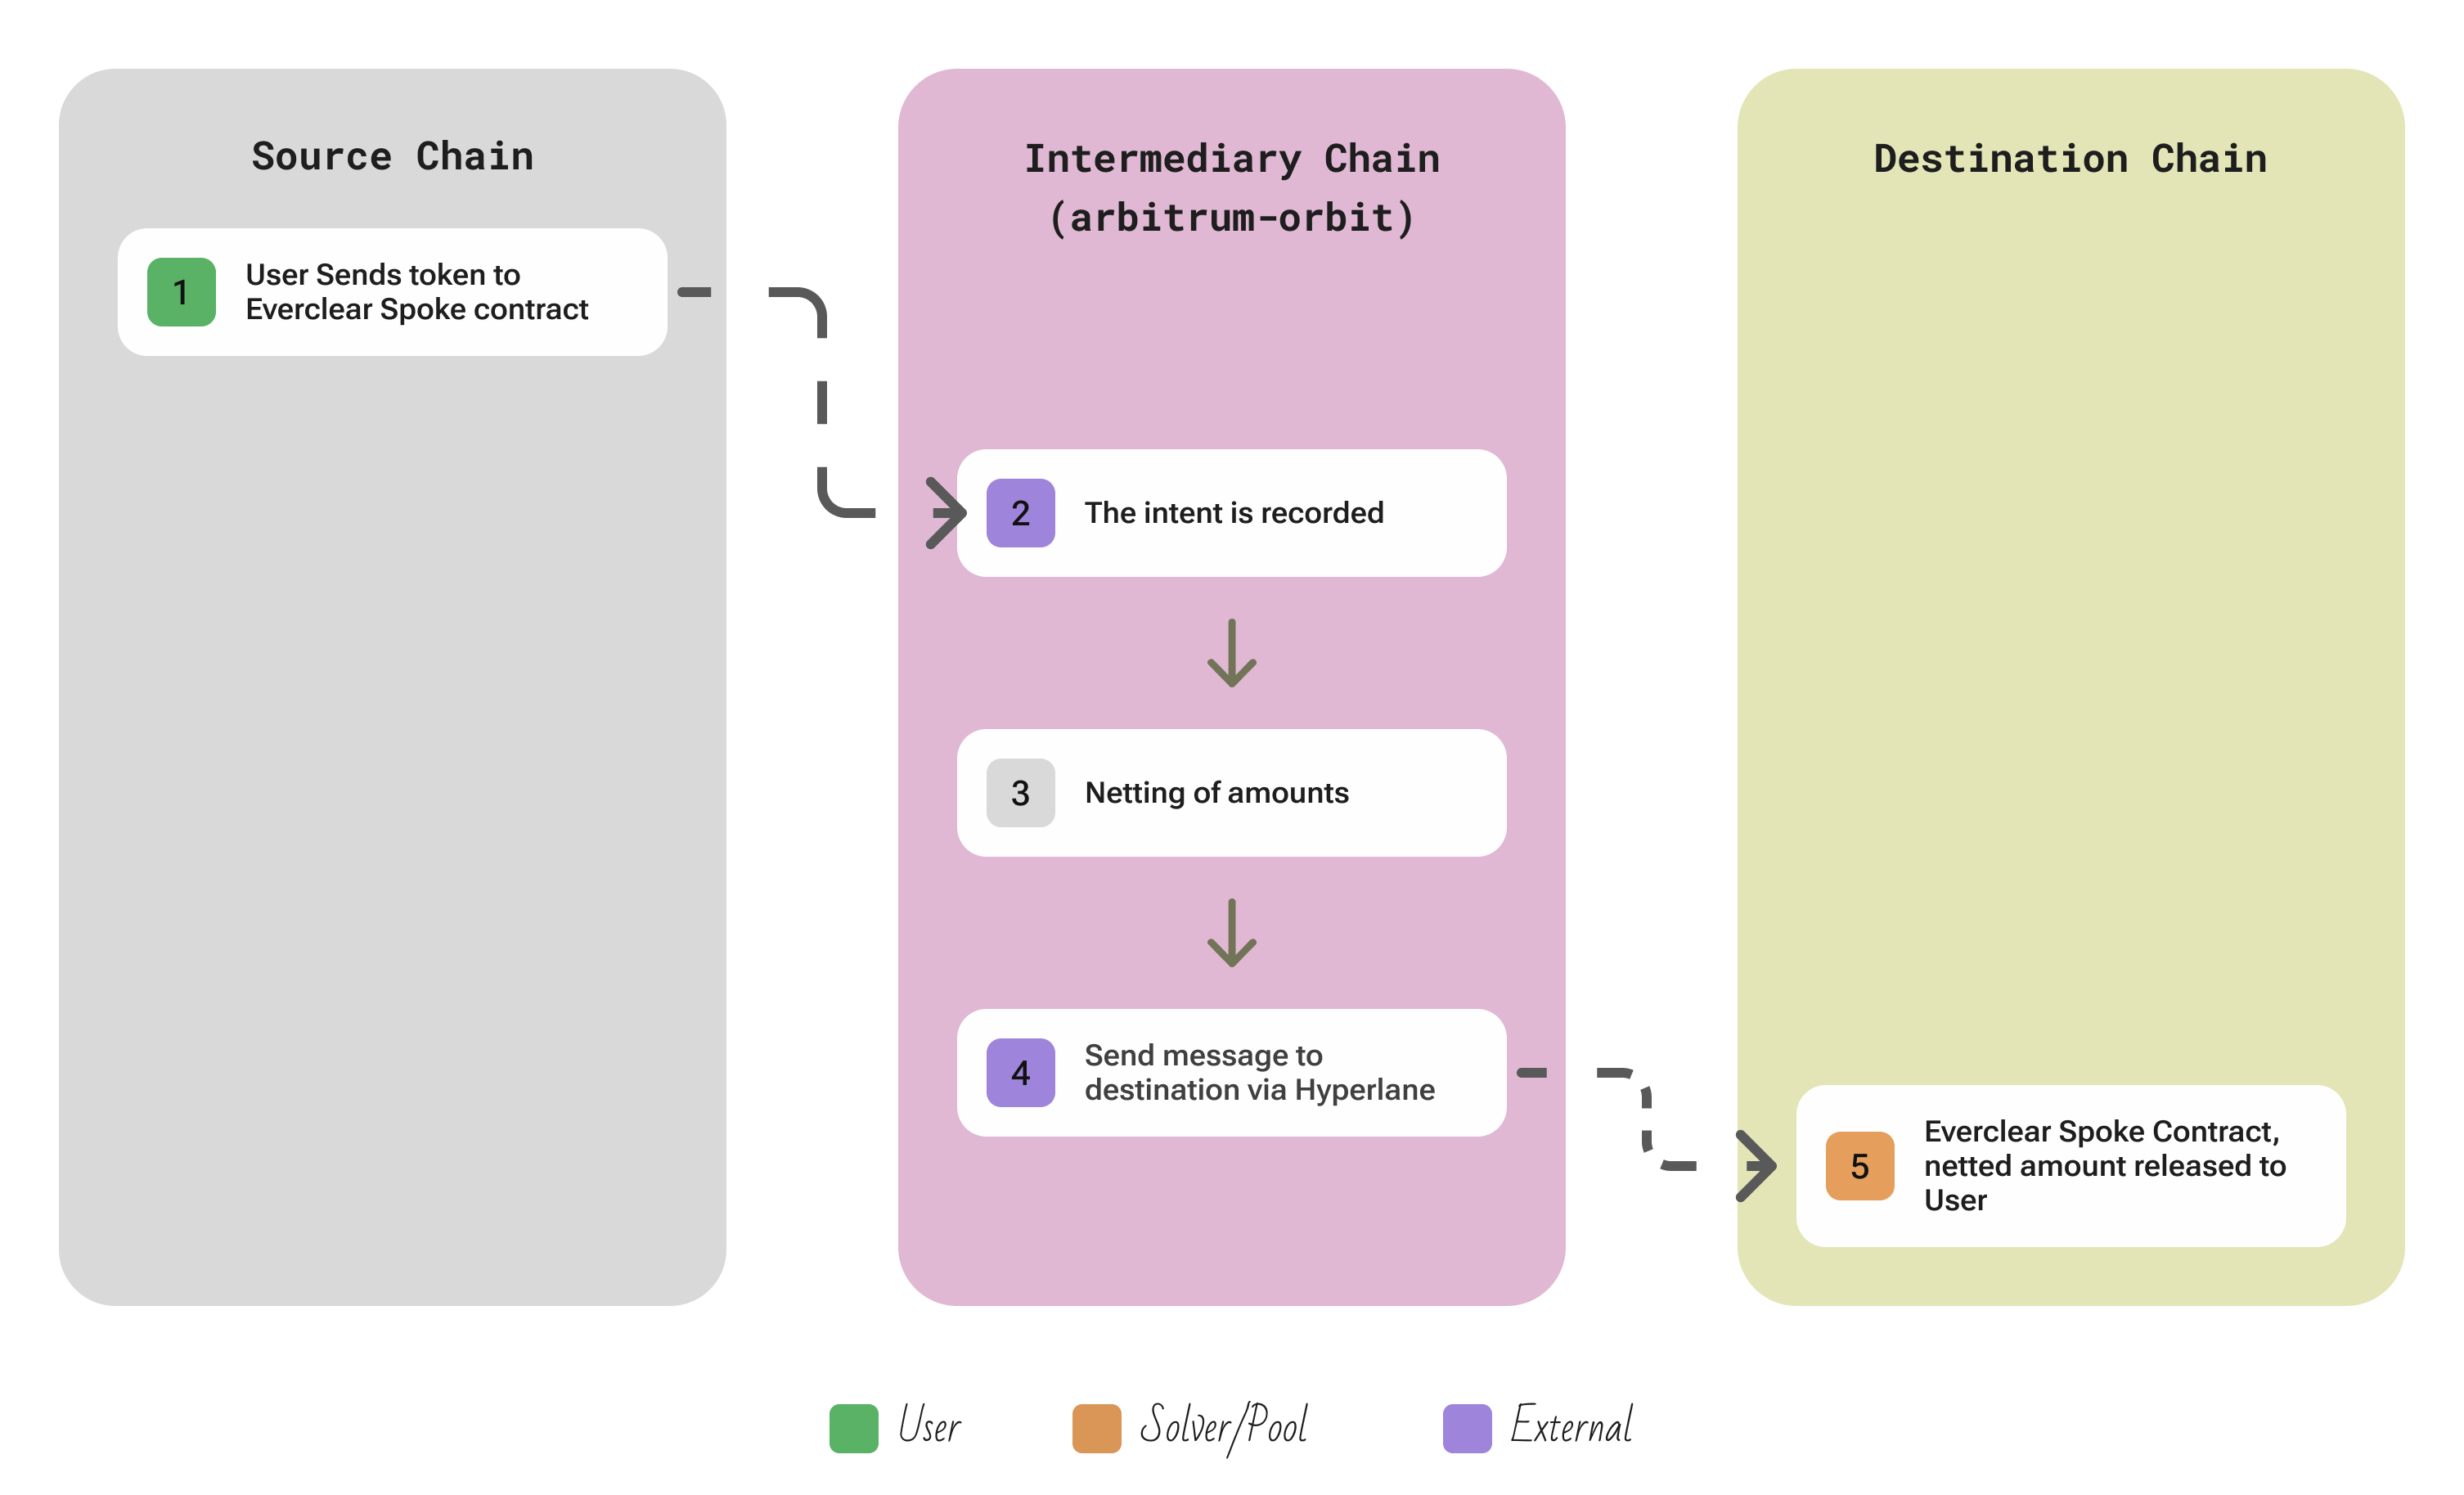 Source Chain
1
User Sends token to
Everclear Spoke contract
Intermediary Chain
(arbitrum-orbit)
2
The intent is recorded
3
Netting of amounts
4
Send message to
destination via Hyperlane
Destination Chain
5
Everclear Spoke Contract,
netted amount released to
User
User
Solver/Pool
External